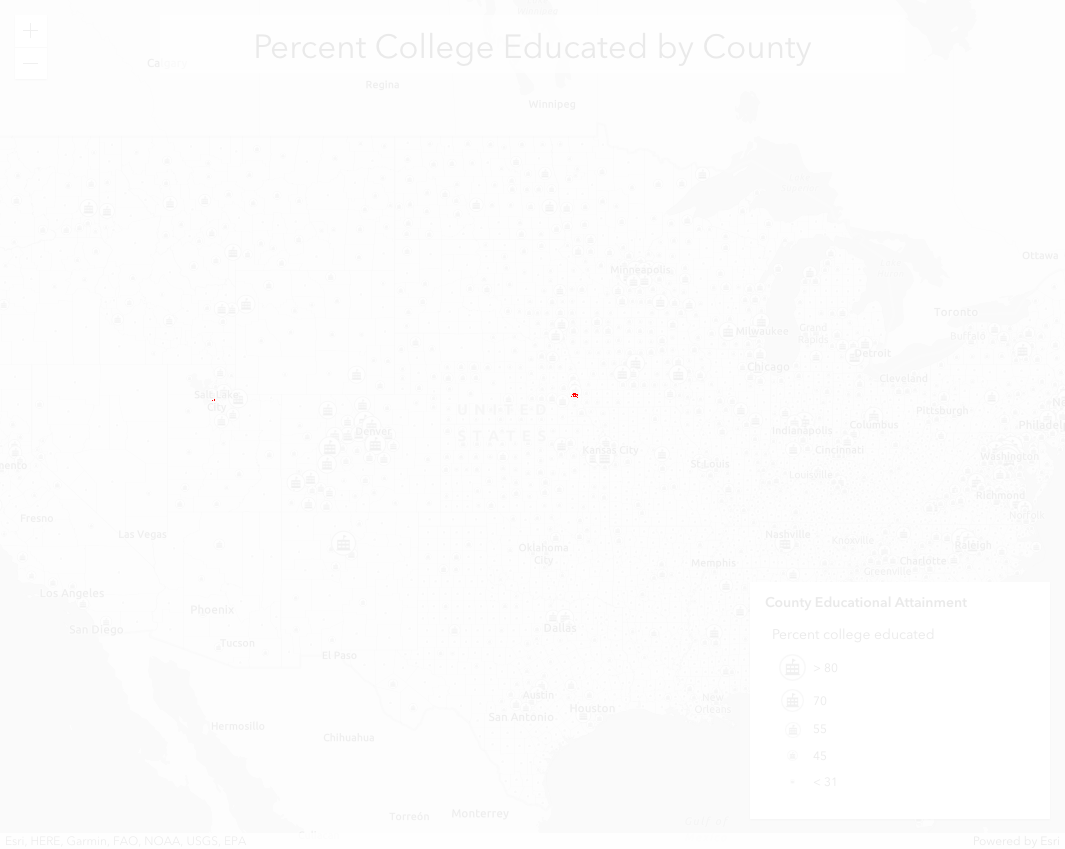 Percent College Educated by County
+
−
Ca
Regina
Winnipeg
Minneapolis
Ottawa
Toronto
Buffalo
Milwaukee
Grand
Rapids
Detroit
Chicago
Cleveland
Salt Lake
City
Denver
UNITED
STATES
Pittsburgh
Philadelp
Indianapolis
Columbus
Kansas City
Cincinnati
Washington
St Louis
Louisville
Richmond
Norfolk
Fresno
Las Vegas
Nashville
Knoxville
Raleigh
Oklahoma
City
Memphis
Charlotte
Greenville
Los Angeles
Phoenix
San Diego
Dallas
Tucson
El Paso
Austin
San Antonio
Houston
New
Orleans
Hermosillo
Chihuahua
Torreón
Monterrey
County Educational Attainment
Percent college educated
> 80
70
55
45
< 31
Esri, HERE, Garmin, FAO, NOAA, USGS, EPA
Powered by Esri